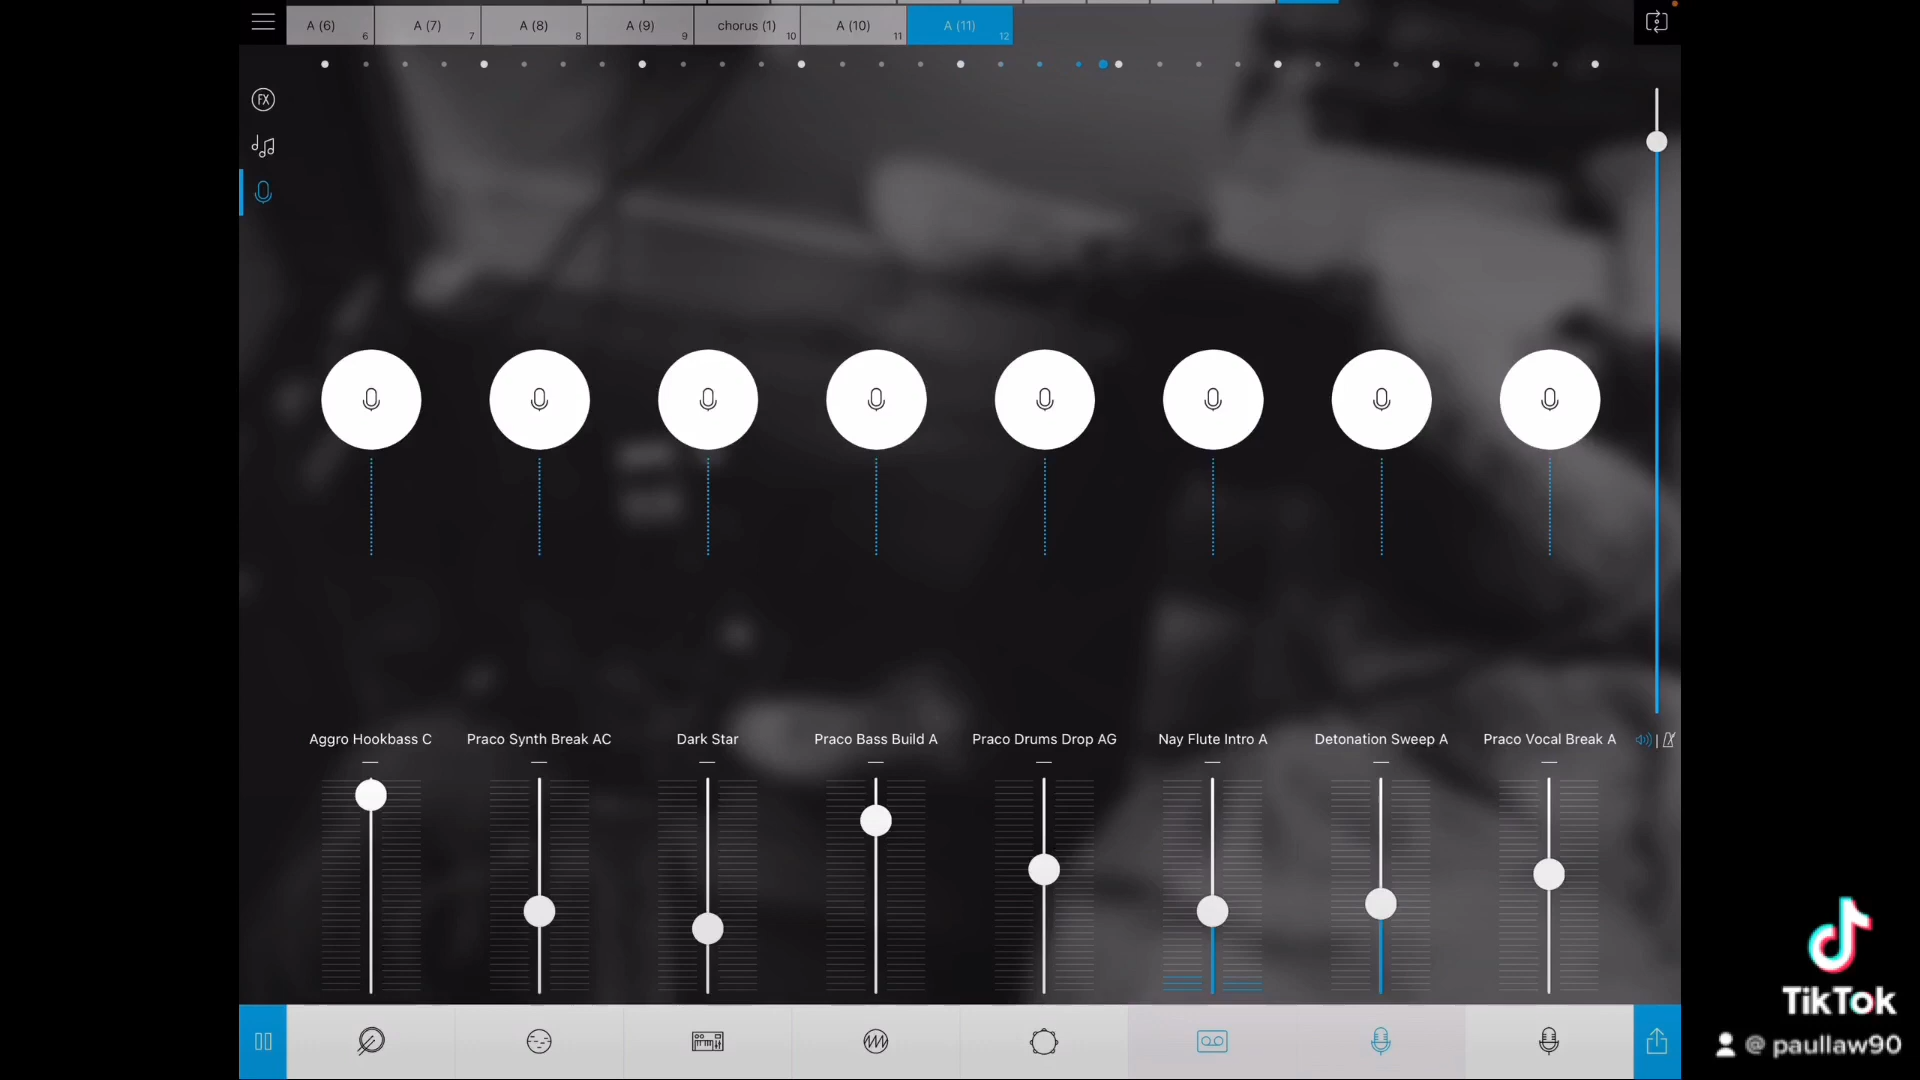 A (6) 6
A (7) 7
A (8) 8
A (9) 9
chorus (1) 10
A (10) 11
A (11) 12
FX
Aggro Hookbass C
Praco Synth Break AC
Dark Star
Praco Bass Build A
Praco Drums Drop AG
Nay Flute Intro A
Detonation Sweep A
Praco Vocal Break A
TikTok
@ paullaw90